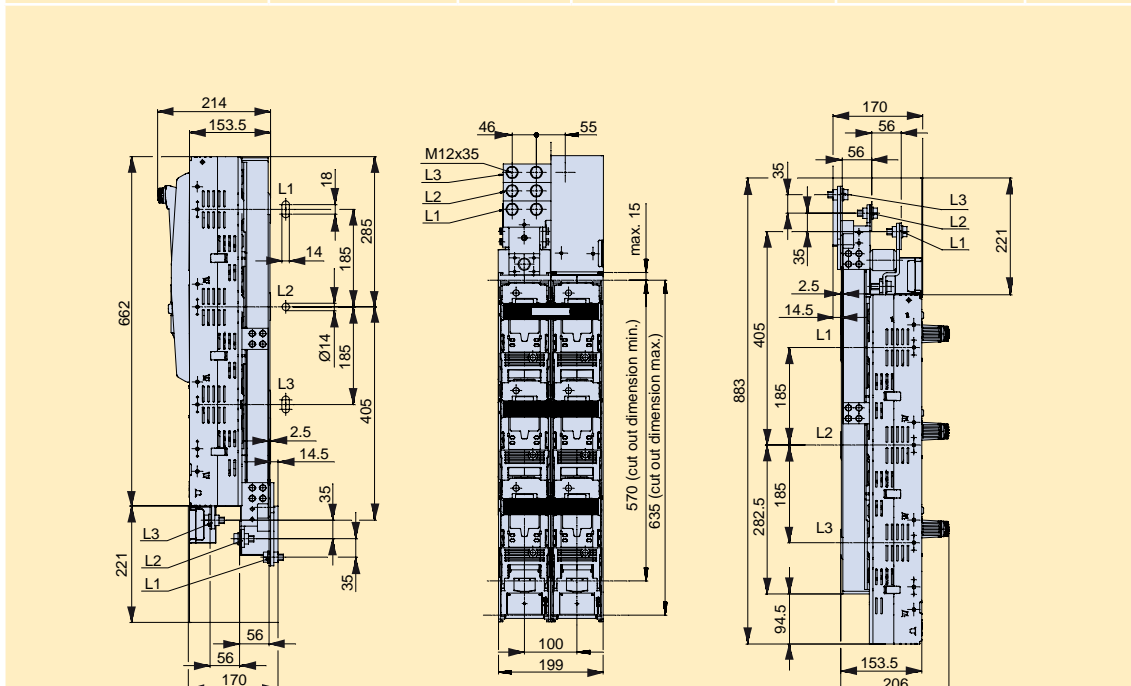 214
153.5
662
221
L1
18
14
185
285
L2
Ø14
185
L3
405
2.5
14.5
35
L3
L2
L1
35
56
56
170
46
55
M12x35
L3
L2
L1
max. 15
570 (cut out dimension min.)
635 (cut out dimension max.)
100
199
170
56
56
35
L3
L2
L1
35
221
2.5
14.5
405
L1
185
883
L2
185
282.5
L3
94.5
153.5
206